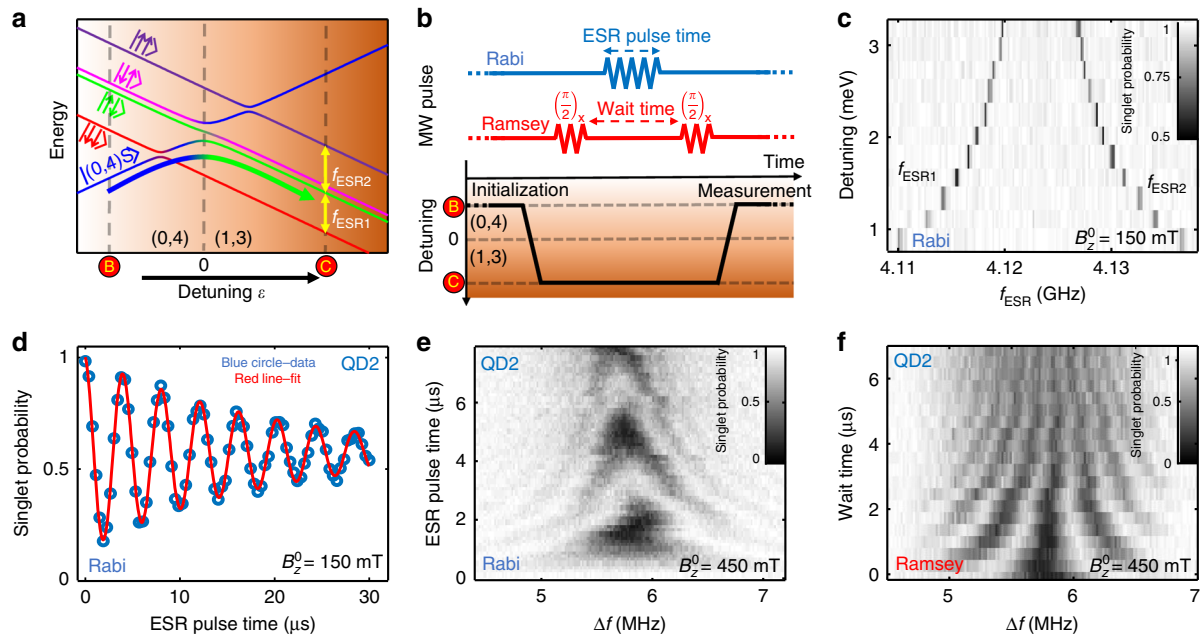 a
|↑↑⟩
|↓↑⟩
|↑↓⟩
|↓↓⟩
|(0,4)S⟩
Energy
f_ESR2
f_ESR1
(0,4)
(1,3)
B
0
C
Detuning ε
b
MW pulse
Rabi
ESR pulse time
Ramsey
(π/2)x
Wait time
(π/2)x
Time
Initialization
Measurement
Detuning
B
(0,4)
0
(1,3)
C
c
Detuning (meV)
3
2
1
Singlet probability
1
0.75
0.5
f_ESR1
f_ESR2
Rabi
B_z^0 = 150 mT
4.11
4.12
4.13
f_ESR (GHz)
d
Singlet probability
1
0.5
0
Blue circle–data
Red line–fit
QD2
Rabi
B_z^0 = 150 mT
0
10
20
30
ESR pulse time (μs)
e
QD2
ESR pulse time (μs)
6
4
2
0
Singlet probability
1
0.5
0
Rabi
B_z^0 = 450 mT
5
6
7
Δf (MHz)
f
QD2
Wait time (μs)
6
4
2
0
Singlet probability
1
0.5
0
Ramsey
B_z^0 = 450 mT
5
6
7
Δf (MHz)